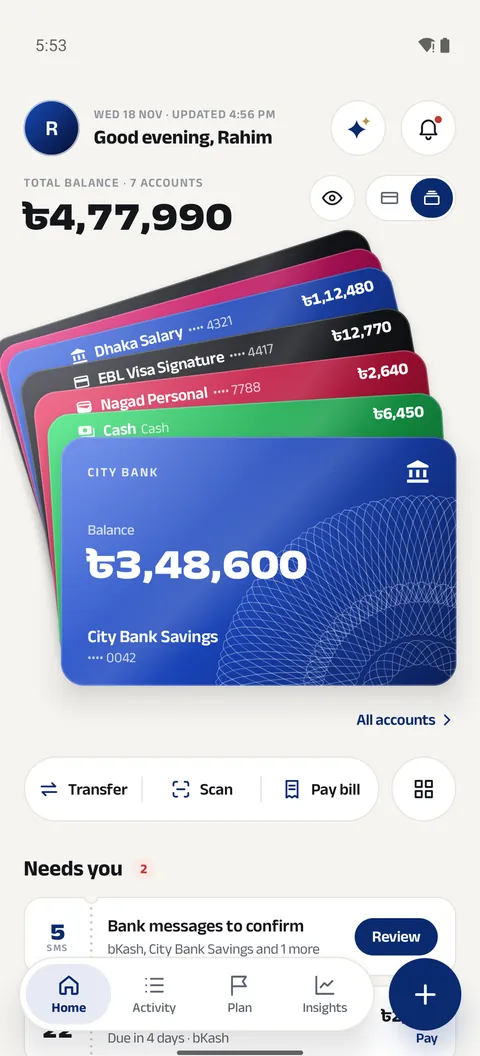 5:53
R
WED 18 NOV · UPDATED 4:56 PM
Good evening, Rahim
TOTAL BALANCE · 7 ACCOUNTS
৳4,77,990
Dhaka Salary •••• 4321 ৳1,12,480
EBL Visa Signature •••• 4417 ৳12,770
Nagad Personal •••• 7788 ৳2,640
Cash Cash ৳6,450
CITY BANK
Balance
৳3,48,600
City Bank Savings
•••• 0042
All accounts
Transfer
Scan
Pay bill
Needs you 2
5
SMS
Bank messages to confirm
bKash, City Bank Savings and 1 more
Review
Due in 4 days · bKash
Pay
Home
Activity
Plan
Insights